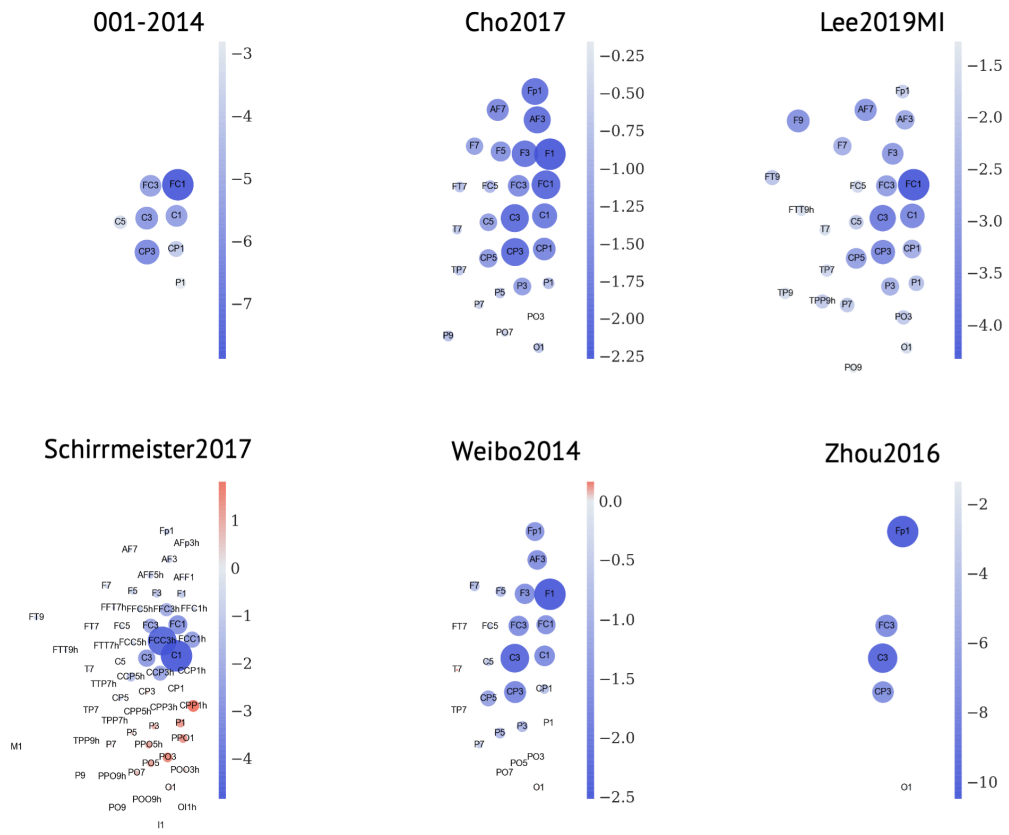 001-2014
Cho2017
Lee2019MI
−3
−4
−5
−6
−7
FC3
FC1
C5
C3
C1
CP3
CP1
P1
−0.25
−0.50
−0.75
−1.00
−1.25
−1.50
−1.75
−2.00
−2.25
Fp1
AF7
AF3
F7
F5
F3
F1
FT7
FC5
FC3
FC1
T7
C5
C3
C1
TP7
CP5
CP3
CP1
P7
P5
P3
P1
P9
PO7
PO3
O1
−1.5
−2.0
−2.5
−3.0
−3.5
−4.0
Fp1
AF7
F9
AF3
F7
F3
FT9
FC5
FC3
FC1
FTT9h
T7
C5
C3
C1
TP7
CP5
CP3
CP1
TP9
TPP9h
P7
P3
P1
PO3
O1
PO9
Schirrmeister2017
Weibo2014
Zhou2016
1
0
−1
−2
−3
−4
Fp1
AFp3h
AF7
AF3
AFF5h
AFF1
F7
F5
F3
F1
FT9
FFT7h
FFC5h
FFC3h
FFC1h
FT7
FC5
FC3
FC1
FTT9h
FTT7h
FCC5h
FCC3h
FCC1h
T7
C5
C3
C1
TTP7h
CCP5h
CCP3h
CCP1h
CP5
CP3
CP1
TP7
CPP5h
CPP3h
CPP1h
TPP7h
P5
P3
P1
M1
TPP9h
P7
PPO5h
PPO1
P9
PPO9h
PO7
PO5
PO3
POO3h
O1
POO9h
PO9
OI1h
I1
0.0
−0.5
−1.0
−1.5
−2.0
−2.5
Fp1
AF3
F7
F5
F3
F1
FT7
FC5
FC3
FC1
T7
C5
C3
C1
TP7
CP5
CP3
CP1
P7
P5
P3
P1
PO7
PO5
PO3
O1
−2
−4
−6
−8
−10
Fp1
FC3
C3
CP3
O1